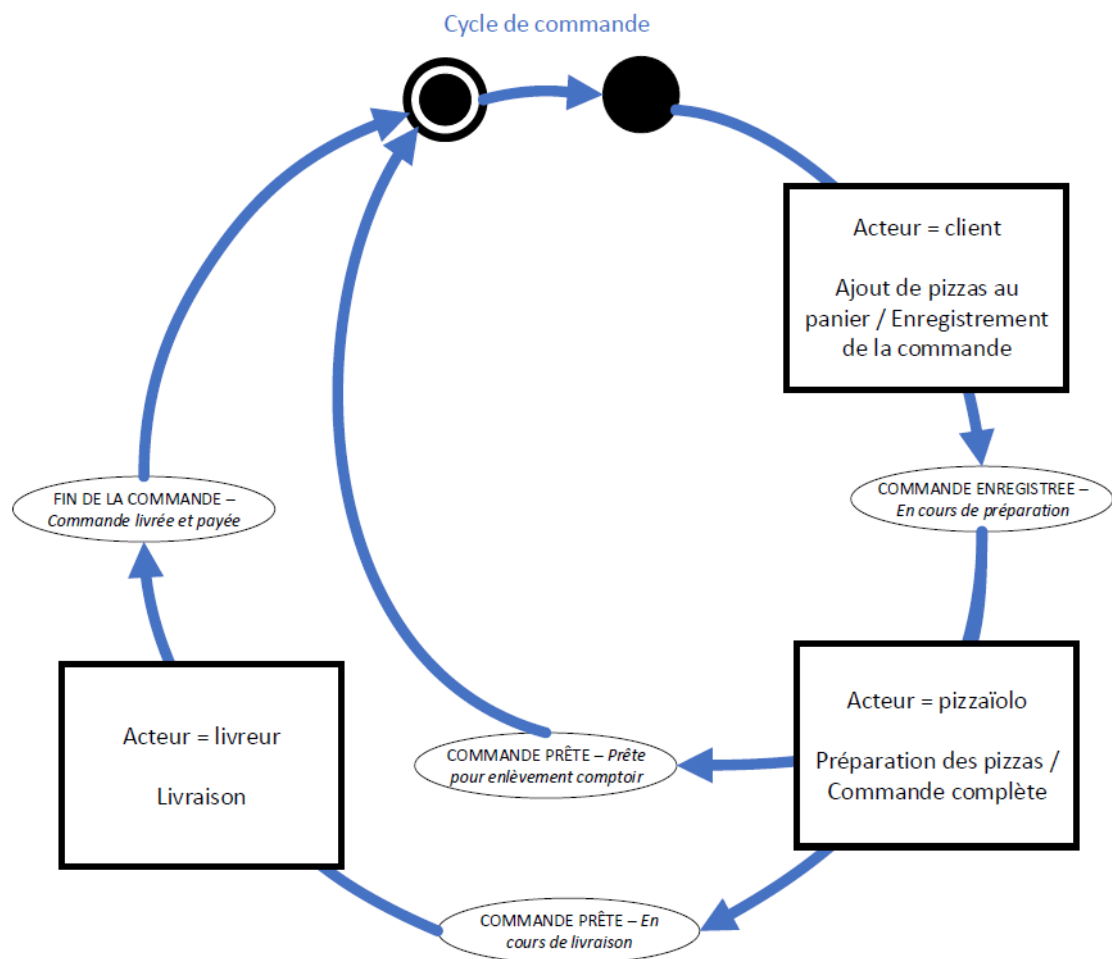 Cycle de commande
Acteur = client
Ajout de pizzas au
panier / Enregistrement
de la commande
COMMANDE ENREGISTREE –
En cours de préparation
Acteur = pizzaïolo
Préparation des pizzas /
Commande complète
COMMANDE PRÊTE – Prête
pour enlèvement comptoir
COMMANDE PRÊTE – En
cours de livraison
Acteur = livreur
Livraison
FIN DE LA COMMANDE –
Commande livrée et payée